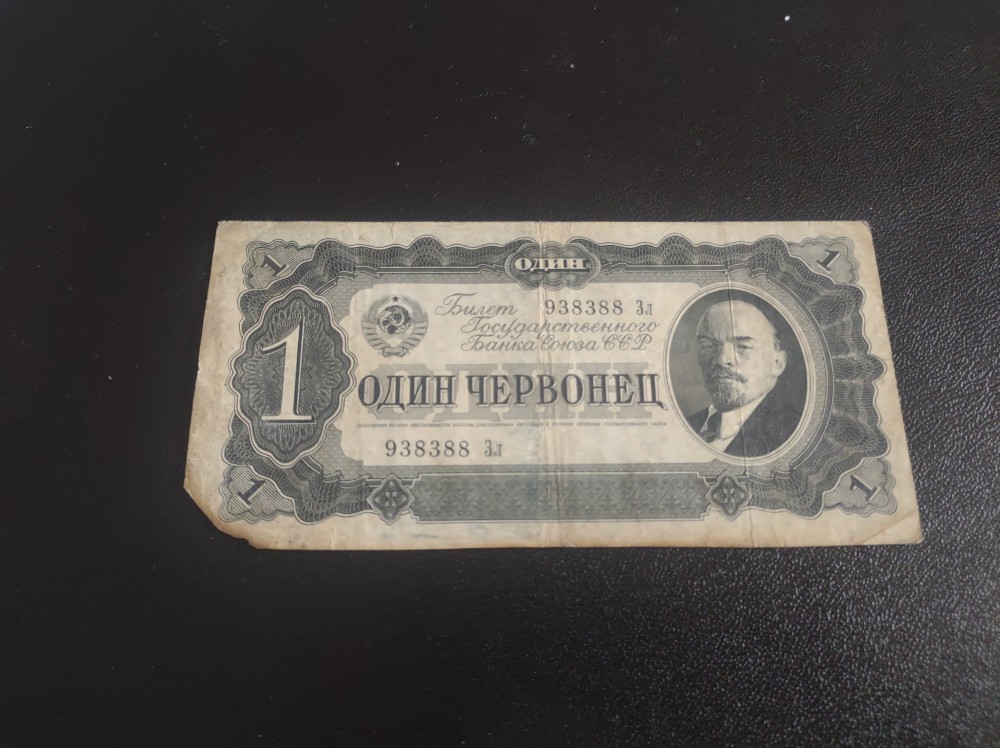 1 ОДИН 1
Билет 938388 Зл
Государственного
Банка Союза ССР
1
ОДИН ЧЕРВОНЕЦ
938388 Зл
1 1